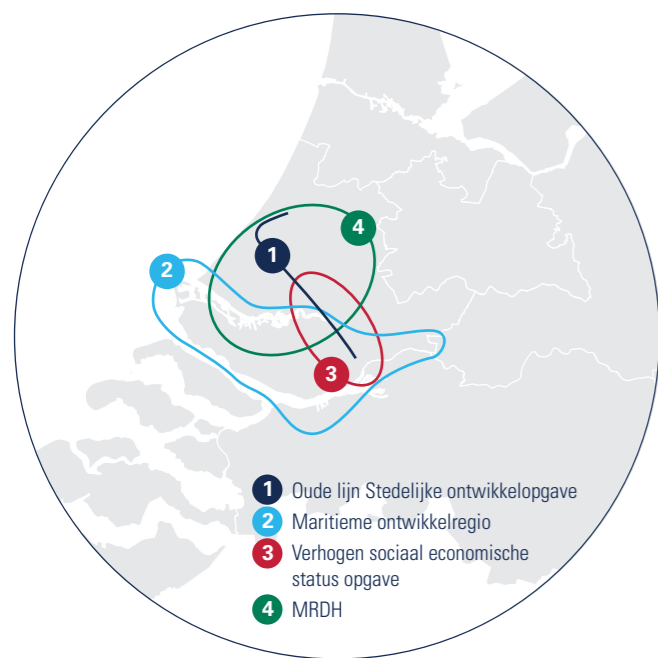 4
1
2
3
1 Oude lijn Stedelijke ontwikkelopgave
2 Maritieme ontwikkelregio
3 Verhogen sociaal economische
status opgave
4 MRDH